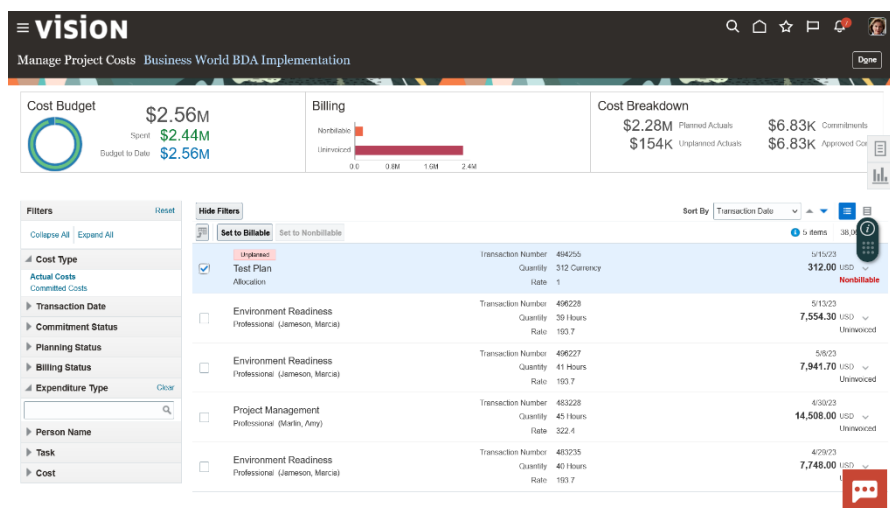 vision
Manage Project Costs Business World BDA Implementation
Done
Cost Budget
$2.56M
Spent $2.44M
Budget to Date $2.56M
Billing
Nonbillable
Uninvoiced
0.0 0.8M 1.6M 2.4M
Cost Breakdown
$2.28M Planned Actuals $6.83K Commitments
$154K Unplanned Actuals $6.83K Approved
Filters Reset
Collapse All Expand All
Cost Type
Actual Costs
Committed Costs
Transaction Date
Commitment Status
Planning Status
Billing Status
Expenditure Type Clear
Person Name
Task
Cost
Hide Filters
Sort By Transaction Date
Set to Billable Set to Nonbillable
5 items
Unplanned Transaction Number 494255 5/15/23
Test Plan Quantity 312 Currency 312.00 USD
Allocation Rate 1 Nonbillable
Environment Readiness Transaction Number 496228 5/13/23
Professional (Jameson, Marcia) Quantity 39 Hours 7,554.30 USD
Rate 193.7 Uninvoiced
Environment Readiness Transaction Number 496227 5/6/23
Professional (Jameson, Marcia) Quantity 41 Hours 7,941.70 USD
Rate 193.7 Uninvoiced
Project Management Transaction Number 483228 4/30/23
Professional (Marlin, Amy) Quantity 45 Hours 14,508.00 USD
Rate 322.4 Uninvoiced
Environment Readiness Transaction Number 483235 4/29/23
Professional (Jameson, Marcia) Quantity 40 Hours 7,748.00 USD
Rate 193.7